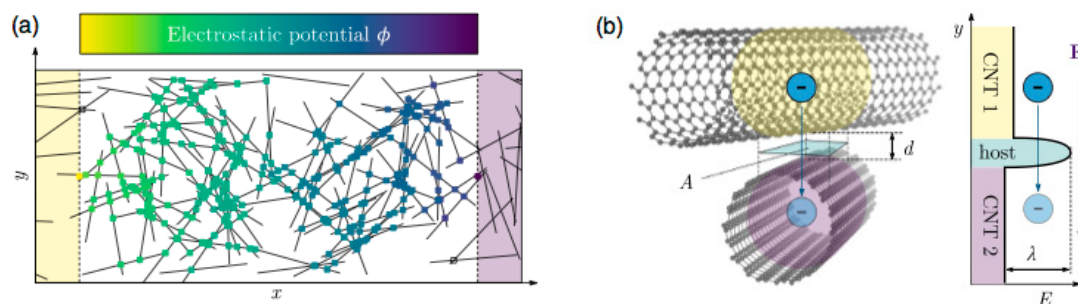 (a)
Electrostatic potential ϕ
y
x
(b)
A
d
y
CNT 1
host
CNT 2
λ
E